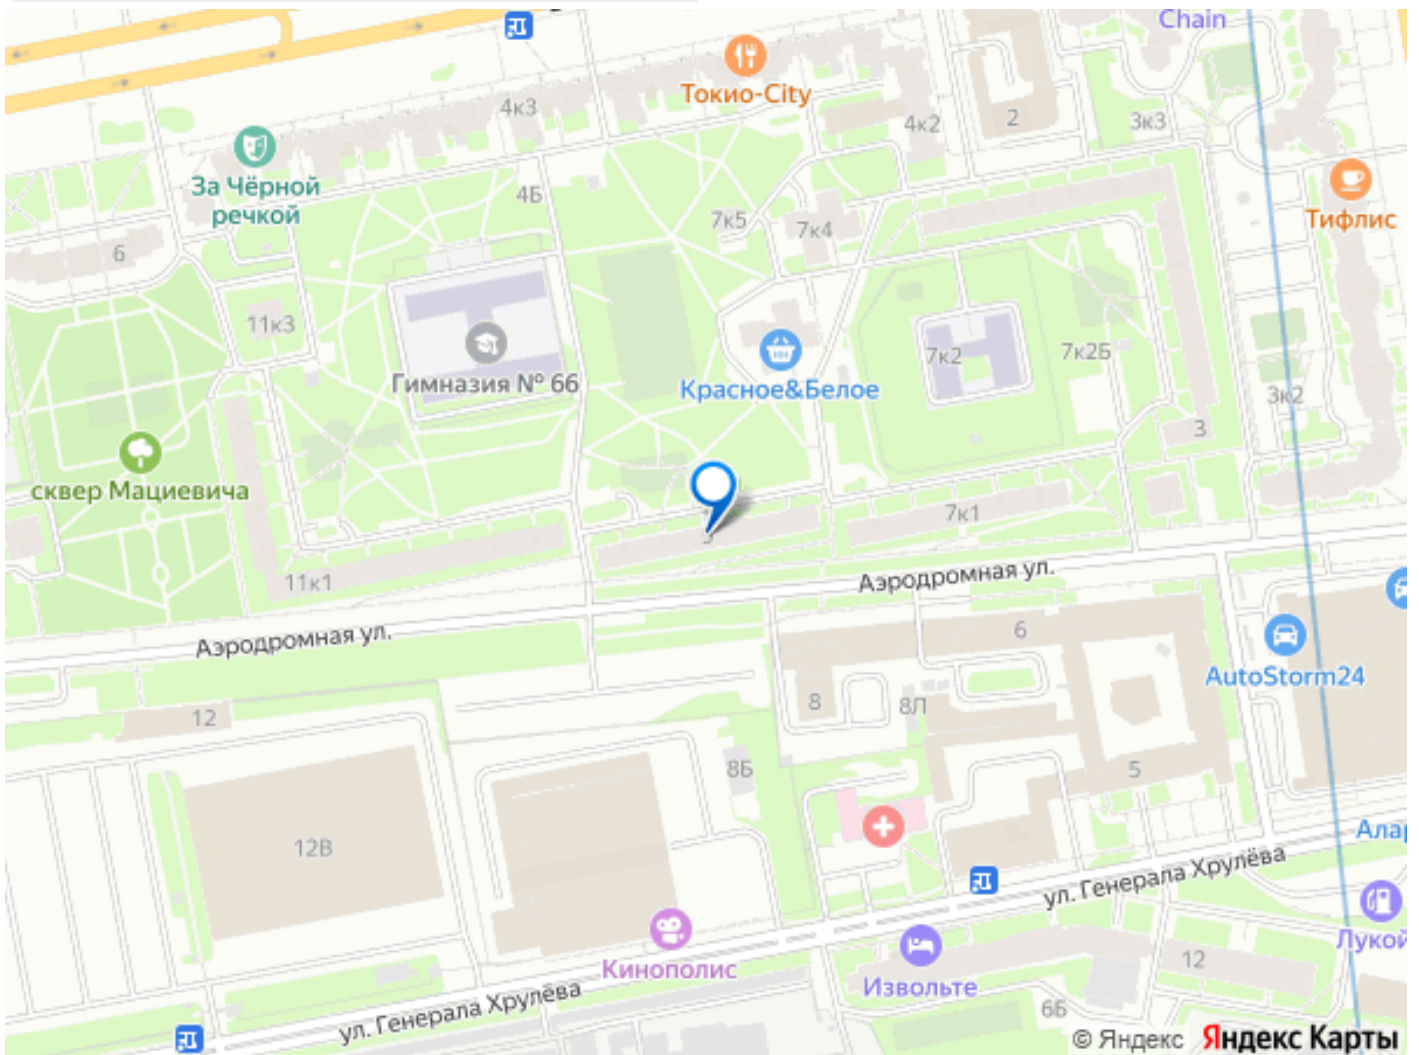 Chain
Токио-City
4к3
4к2
2
3к3
За Чёрной
речкой
4Б
7к5
7к4
Тифлис
6
11к3
Гимназия № 66
Красное&Белое
7к2
7к2Б
3к2
3
сквер Мациевича
7к1
11к1
Аэродромная ул.
Аэродромная ул.
6
AutoStorm24
12
8
8Л
8Б
5
12В
Алар
ул. Генерала Хрулёва
Лукой
Кинополис
Извольте
12
ул. Генерала Хрулёва
6Б
© Яндекс Яндекс Карты